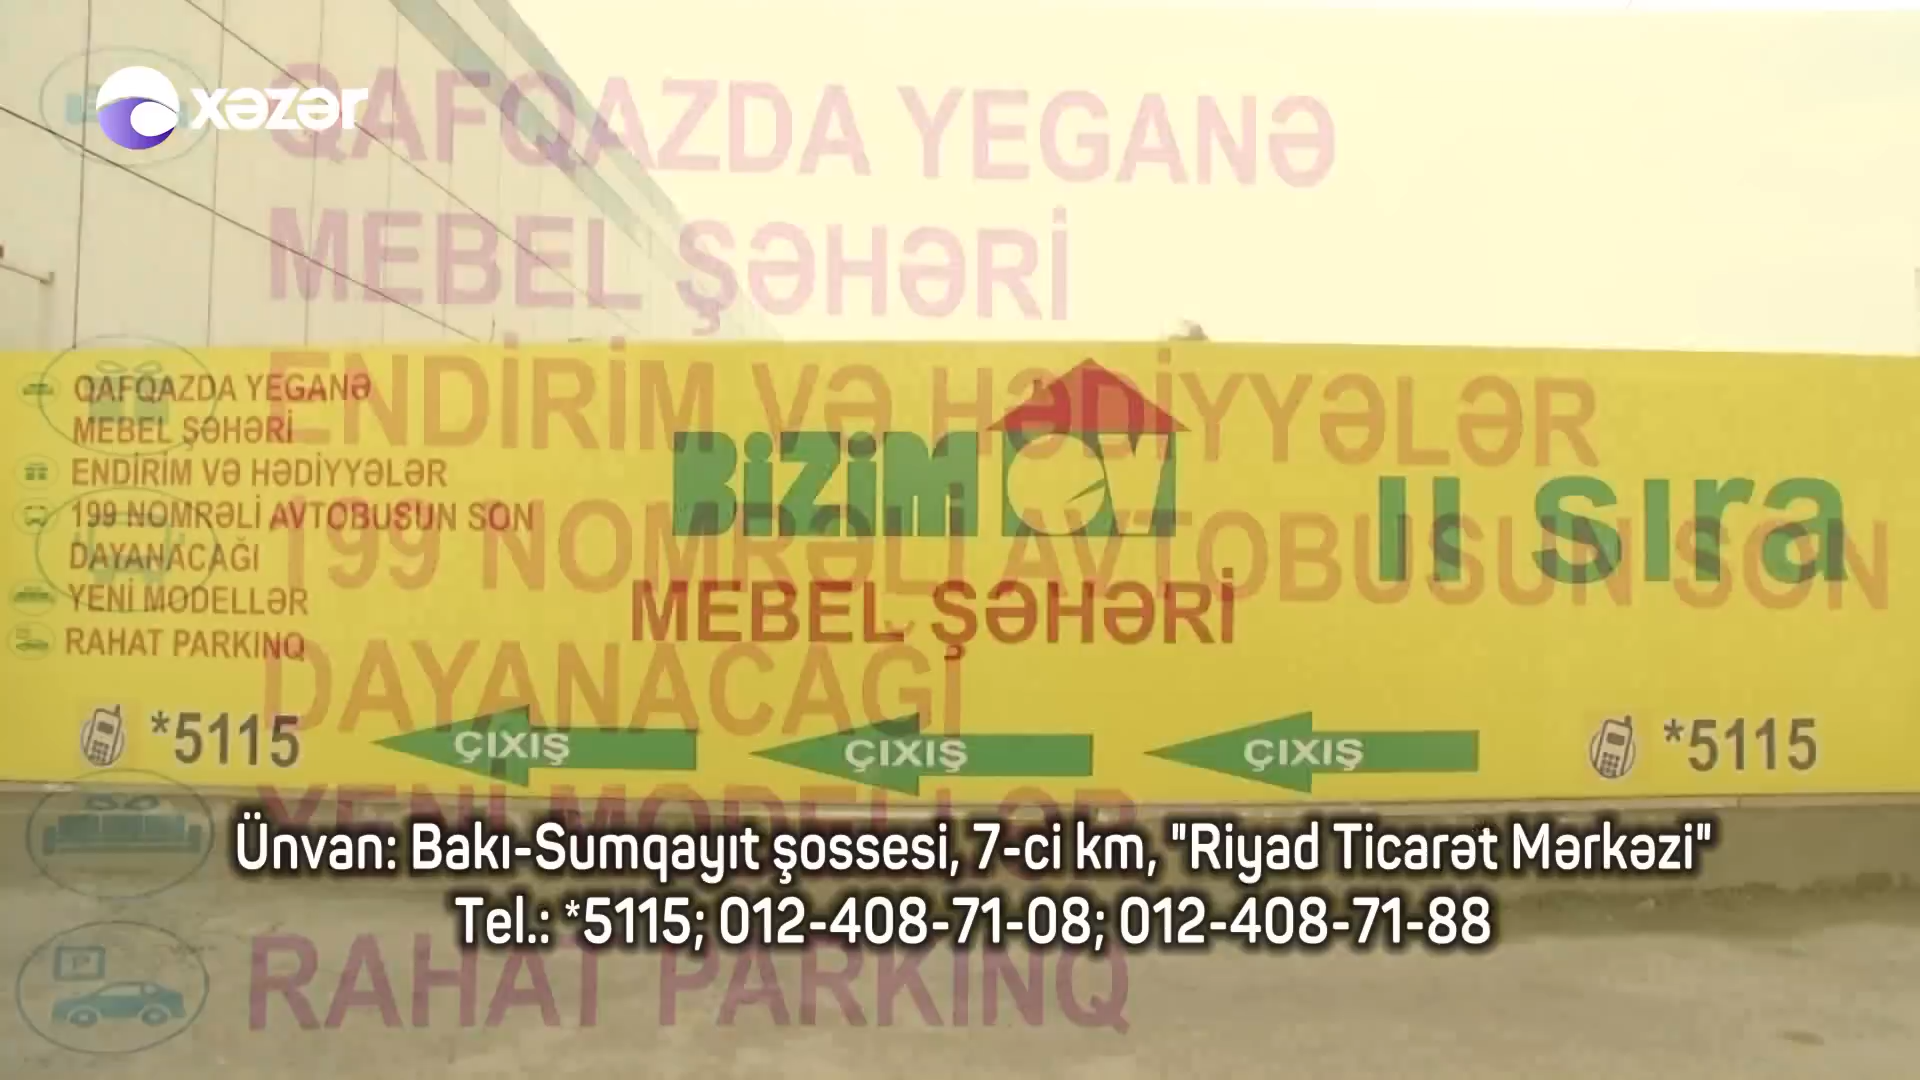 xəzər
QAFQAZDA YEGANƏ
MEBEL ŞƏHƏRİ
ENDİRİM VƏ HƏDİYYƏLƏR
199 NOMRƏLİ AVTOBUSUN SON
DAYANACAĞI
YENİ MODELLƏR
RAHAT PARKINQ
P
QAFQAZDA YEGANƏ
MEBEL ŞƏHƏRİ
ENDİRİM VƏ HƏDİYYƏLƏR
199 NOMRƏLİ AVTOBUSUN SON
DAYANACAĞI
YENİ MODELLƏR
RAHAT PARKINQ
BİZİM EV
MEBEL ŞƏHƏRİ
II sıra
*5115
ÇIXIŞ
ÇIXIŞ
ÇIXIŞ
*5115
Ünvan: Bakı-Sumqayıt şossesi, 7-ci km, "Riyad Ticarət Mərkəzi"
Tel.: *5115; 012-408-71-08; 012-408-71-88